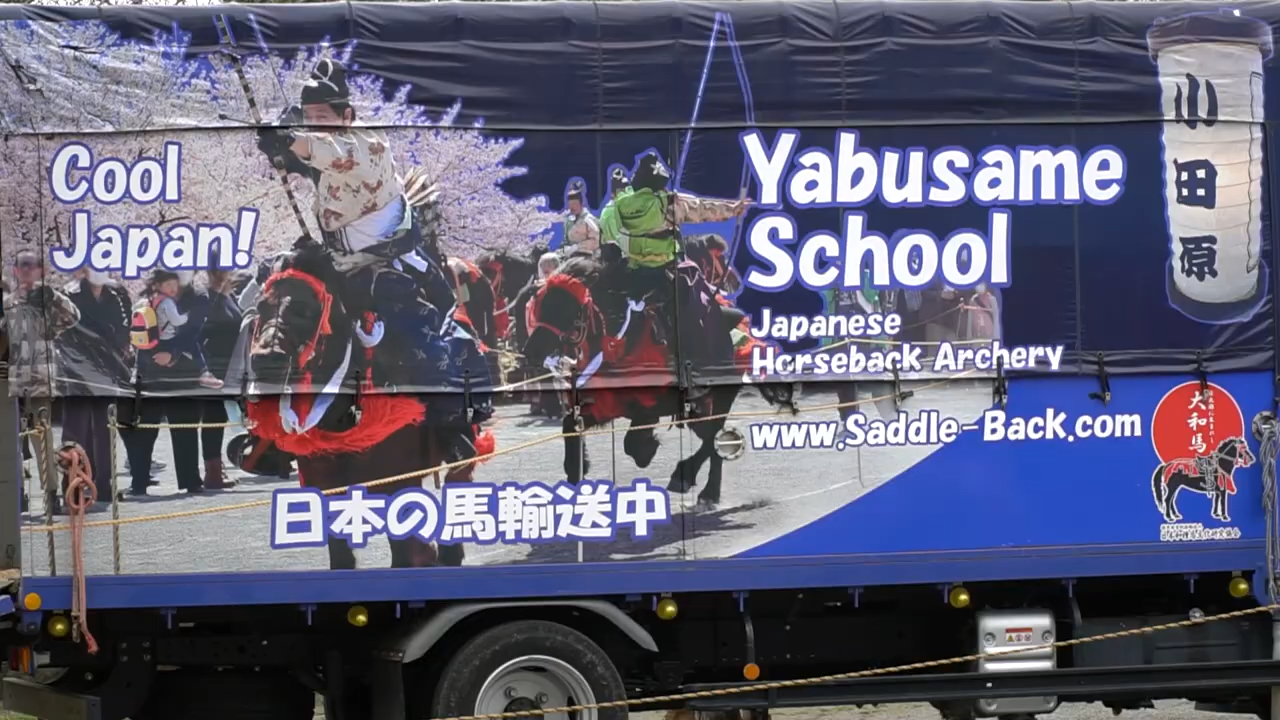 Cool
Japan!
Yabusame
School
Japanese
Horseback Archery
www.Saddle-Back.com
日本の馬輸送中
小田原
大和馬